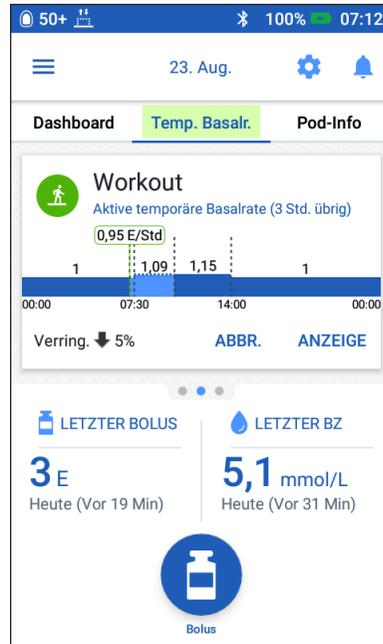 50+ 100% 07:12
23. Aug.
Dashboard Temp. Basalr. Pod-Info
Workout
Aktive temporäre Basalrate (3 Std. übrig)
0,95 E/Std
1 1,09 1,15 1
00:00 07:30 14:00 00:00
Verring. 5% ABBR. ANZEIGE
LETZTER BOLUS LETZTER BZ
3 E 5,1 mmol/L
Heute (Vor 19 Min) Heute (Vor 31 Min)
Bolus